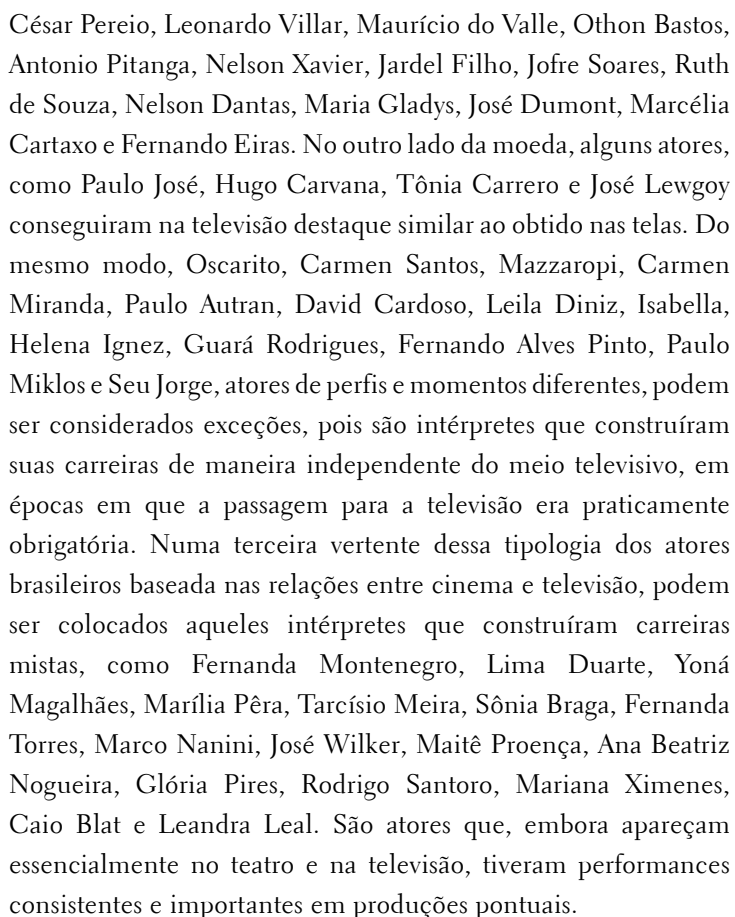 César Pereio, Leonardo Villar, Maurício do Valle, Othon Bastos,
Antonio Pitanga, Nelson Xavier, Jardel Filho, Jofre Soares, Ruth
de Souza, Nelson Dantas, Maria Gladys, José Dumont, Marcélia
Cartaxo e Fernando Eiras. No outro lado da moeda, alguns atores,
como Paulo José, Hugo Carvana, Tônia Carrero e José Lewgoy
conseguiram na televisão destaque similar ao obtido nas telas. Do
mesmo modo, Oscarito, Carmen Santos, Mazzaropi, Carmen
Miranda, Paulo Autran, David Cardoso, Leila Diniz, Isabella,
Helena Ignez, Guará Rodrigues, Fernando Alves Pinto, Paulo
Miklos e Seu Jorge, atores de perfis e momentos diferentes, podem
ser considerados exceções, pois são intérpretes que construíram
suas carreiras de maneira independente do meio televisivo, em
épocas em que a passagem para a televisão era praticamente
obrigatória. Numa terceira vertente dessa tipologia dos atores
brasileiros baseada nas relações entre cinema e televisão, podem
ser colocados aqueles intérpretes que construíram carreiras
mistas, como Fernanda Montenegro, Lima Duarte, Yoná
Magalhães, Marília Pêra, Tarcísio Meira, Sônia Braga, Fernanda
Torres, Marco Nanini, José Wilker, Maitê Proença, Ana Beatriz
Nogueira, Glória Pires, Rodrigo Santoro, Mariana Ximenes,
Caio Blat e Leandra Leal. São atores que, embora apareçam
essencialmente no teatro e na televisão, tiveram performances
consistentes e importantes em produções pontuais.